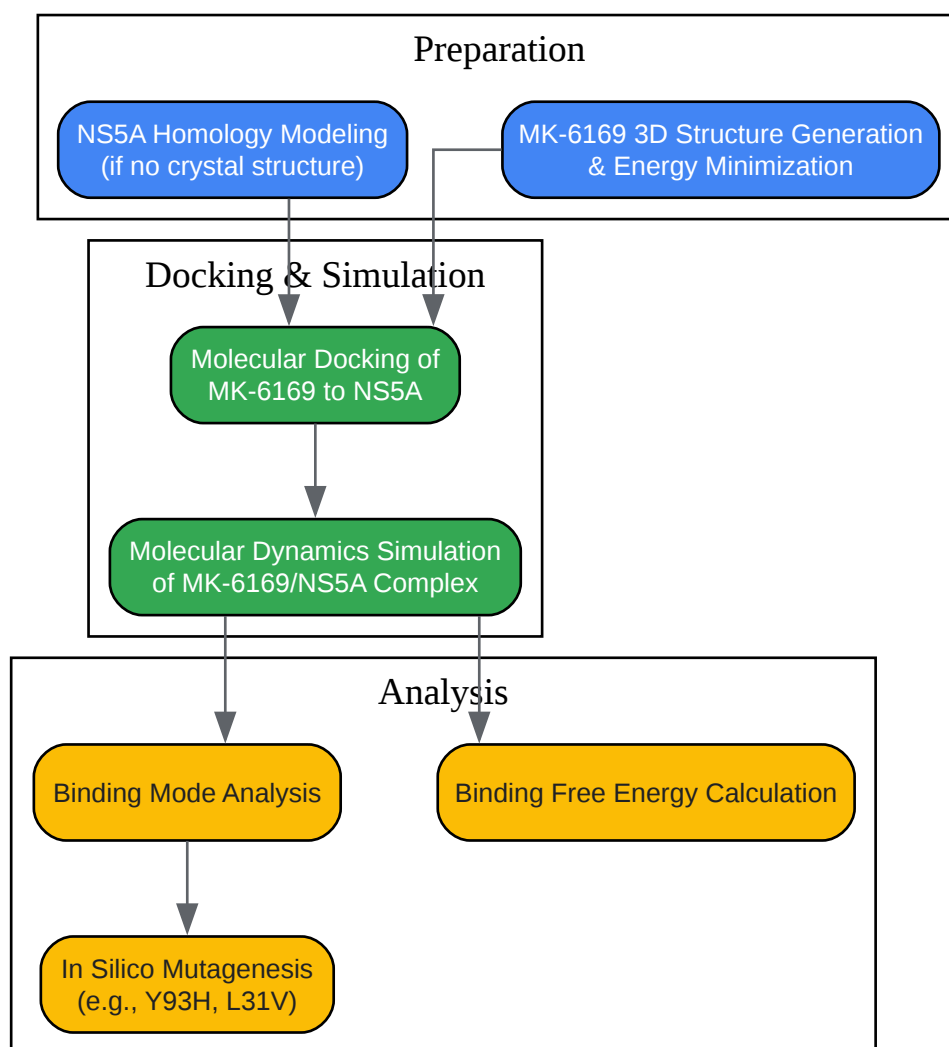 Preparation
NS5A Homology Modeling
(if no crystal structure)
MK-6169 3D Structure Generation
& Energy Minimization
Docking & Simulation
Molecular Docking of
MK-6169 to NS5A
Molecular Dynamics Simulation
of MK-6169/NS5A Complex
Analysis
Binding Mode Analysis
Binding Free Energy Calculation
In Silico Mutagenesis
(e.g., Y93H, L31V)